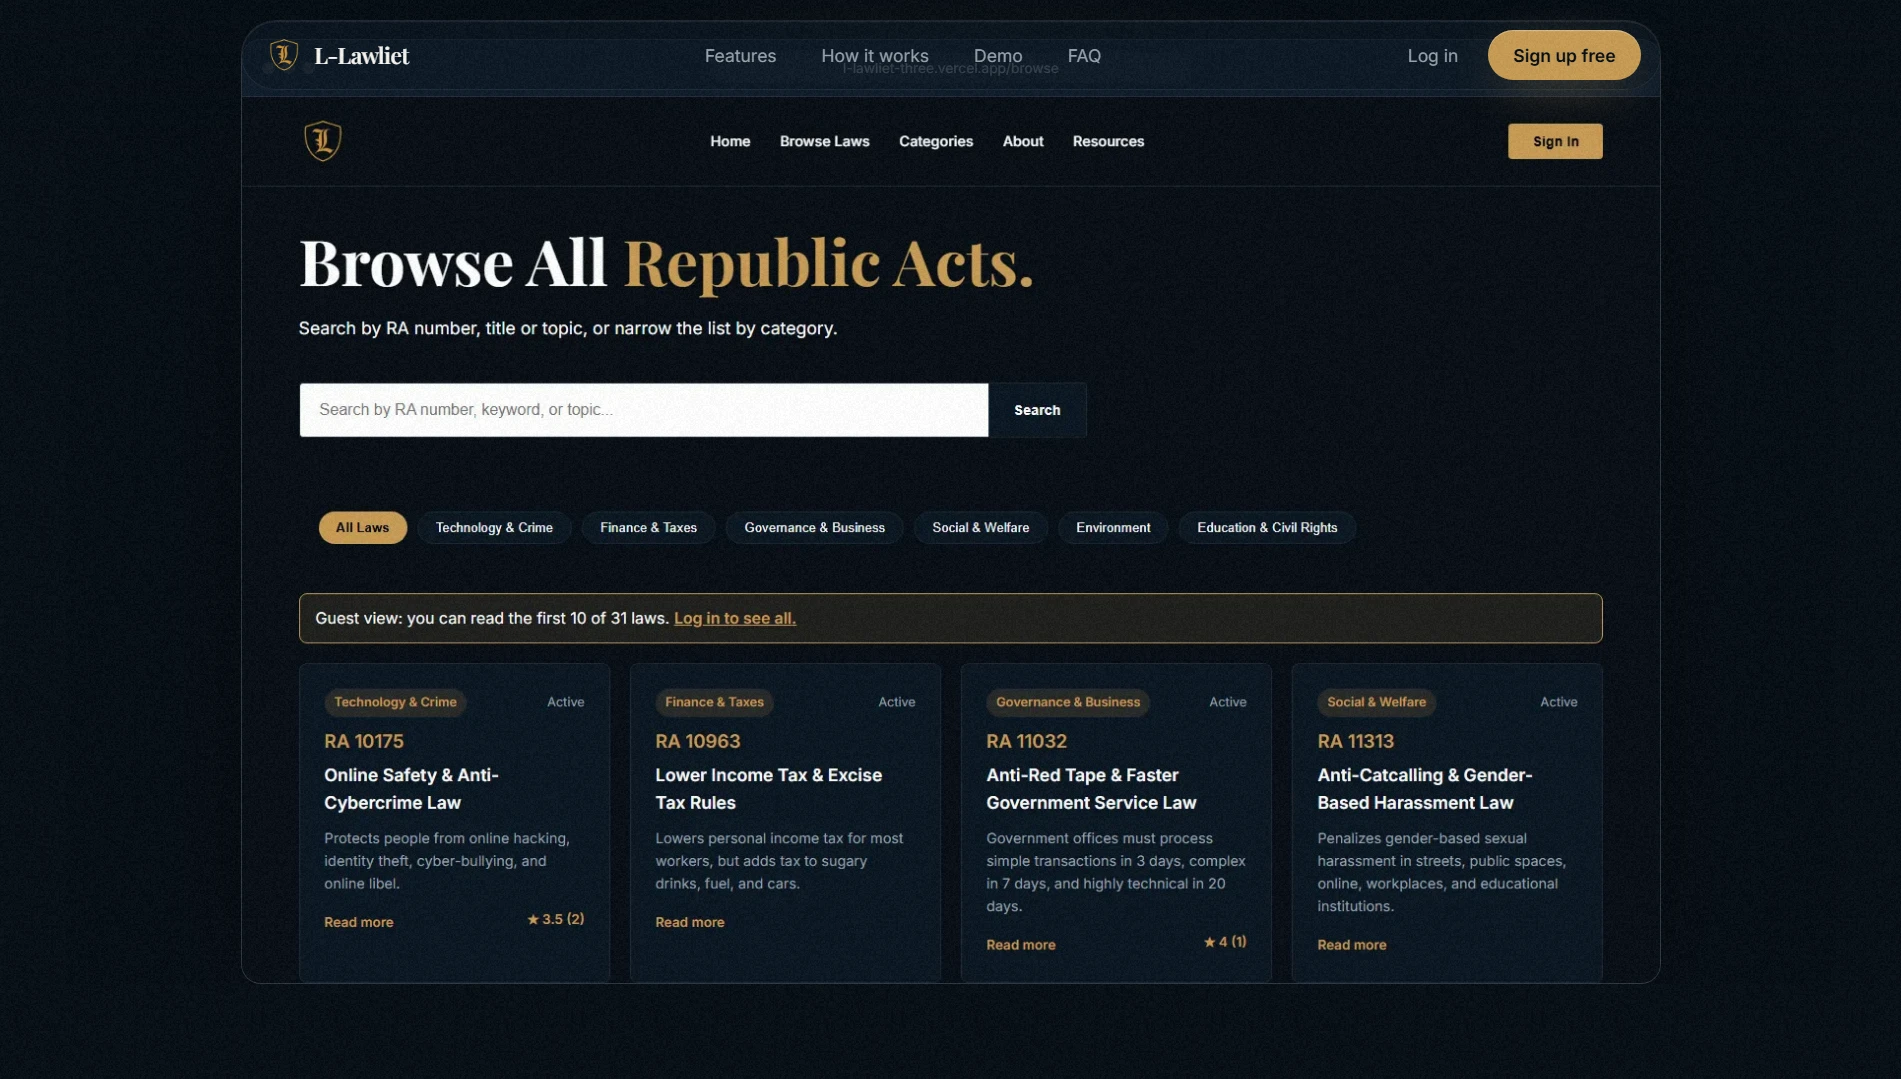 L L-Lawliet Features How it works Demo FAQ Log in Sign up free
l-lawliet-three.vercel.app/browse
L Home Browse Laws Categories About Resources Sign In
Browse All Republic Acts.
Search by RA number, title or topic, or narrow the list by category.
Search by RA number, keyword, or topic... Search
All Laws Technology & Crime Finance & Taxes Governance & Business Social & Welfare Environment Education & Civil Rights
Guest view: you can read the first 10 of 31 laws. Log in to see all.
Technology & Crime Active
RA 10175
Online Safety & Anti-
Cybercrime Law
Protects people from online hacking,
identity theft, cyber-bullying, and
online libel.
Read more ★ 3.5 (2)
Finance & Taxes Active
RA 10963
Lower Income Tax & Excise
Tax Rules
Lowers personal income tax for most
workers, but adds tax to sugary
drinks, fuel, and cars.
Read more
Governance & Business Active
RA 11032
Anti-Red Tape & Faster
Government Service Law
Government offices must process
simple transactions in 3 days, complex
in 7 days, and highly technical in 20
days.
Read more ★ 4 (1)
Social & Welfare Active
RA 11313
Anti-Catcalling & Gender-
Based Harassment Law
Penalizes gender-based sexual
harassment in streets, public spaces,
online, workplaces, and educational
institutions.
Read more